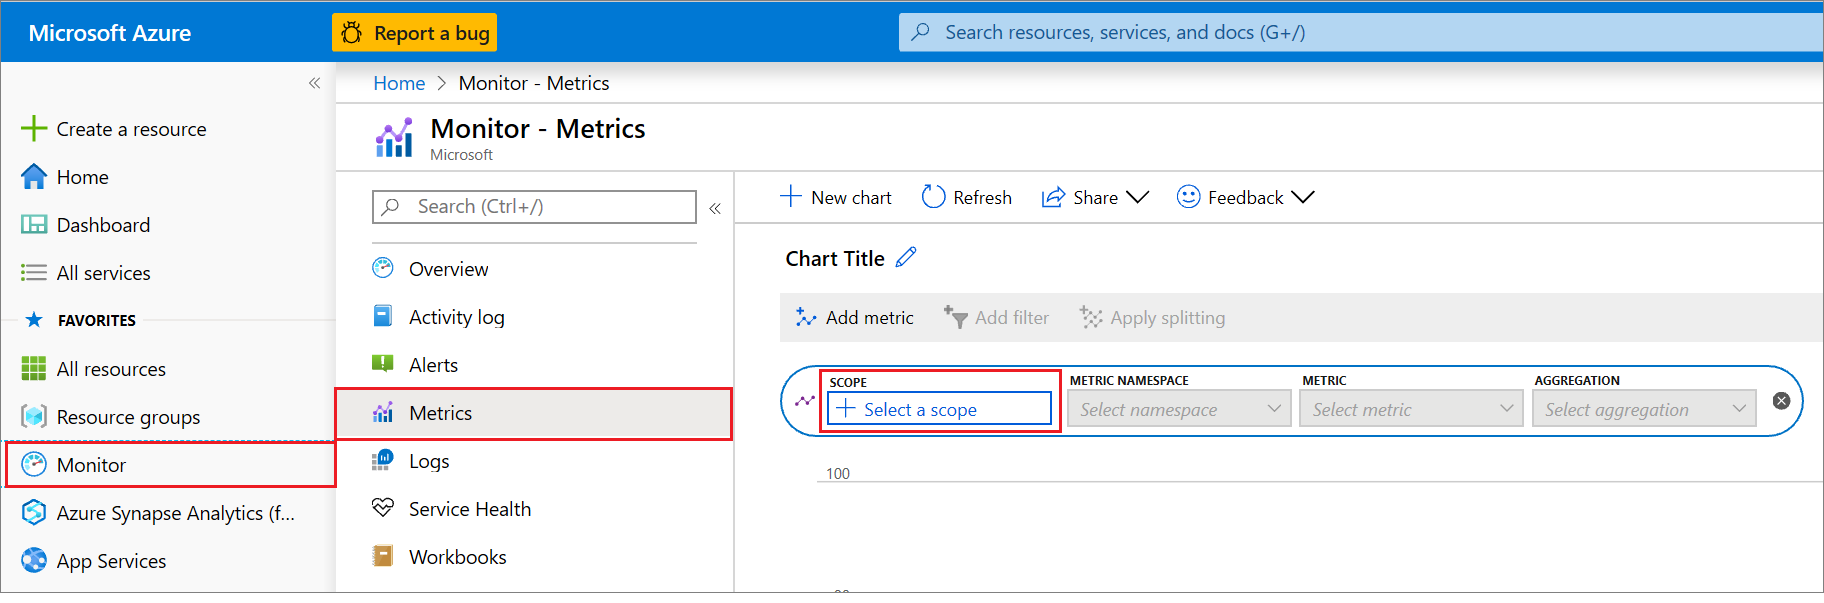 Microsoft Azure
Report a bug
Search resources, services, and docs (G+/)
Create a resource
Home
Dashboard
All services
FAVORITES
All resources
Resource groups
Monitor
Azure Synapse Analytics (f...
App Services
Home > Monitor - Metrics
Monitor - Metrics
Microsoft
Search (Ctrl+/)
Overview
Activity log
Alerts
Metrics
Logs
Service Health
Workbooks
New chart Refresh Share Feedback
Chart Title
Add metric Add filter Apply splitting
SCOPE METRIC NAMESPACE METRIC AGGREGATION
Select a scope Select namespace Select metric Select aggregation
100